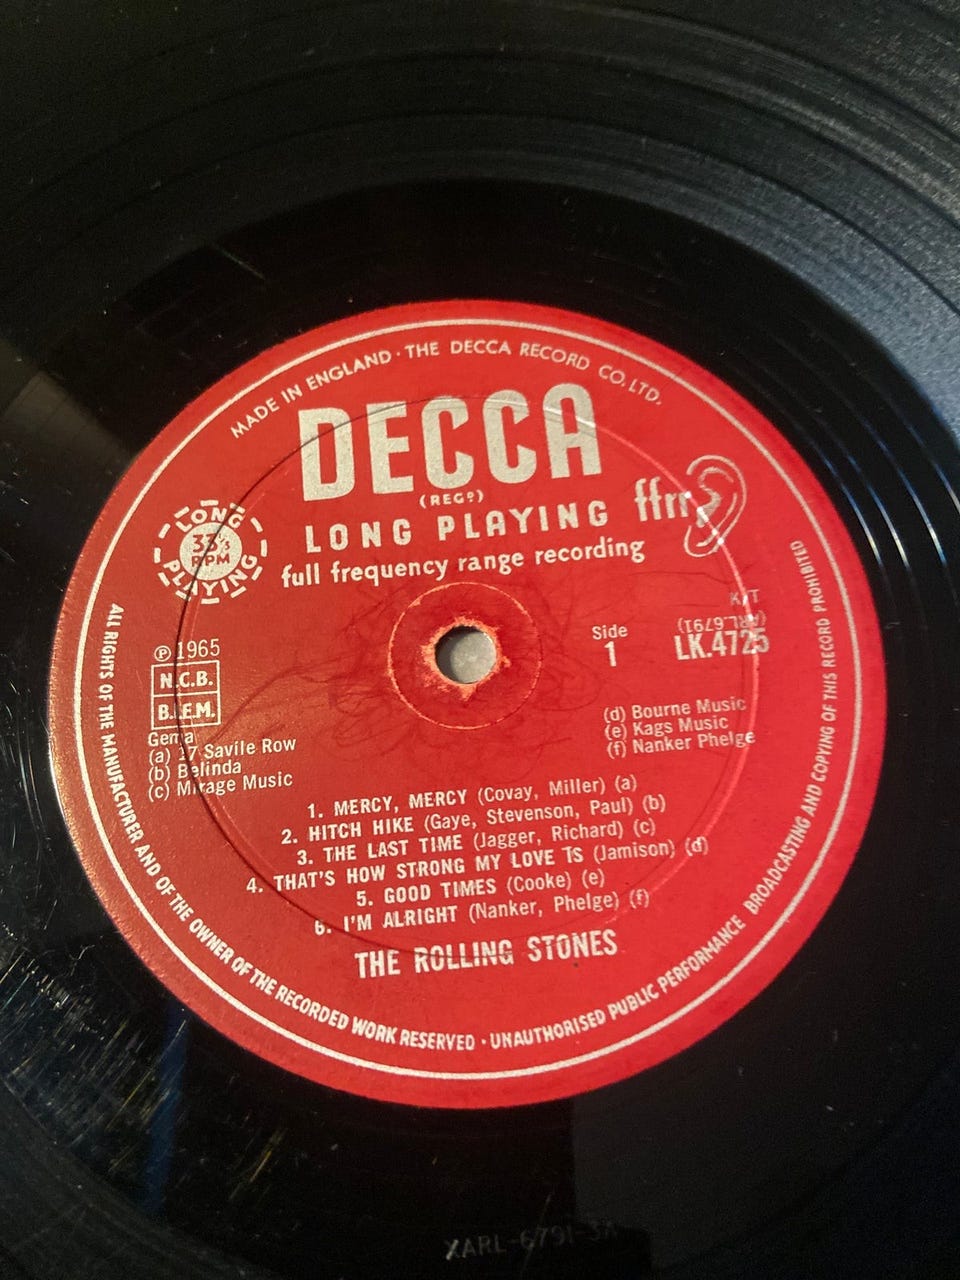 MADE IN ENGLAND · THE DECCA RECORD CO. LTD.
DECCA
(REGᴰ)
LONG PLAYING
ffrr
full frequency range recording
LONG
33⅓
RPM
PLAYING
K/T
(ARL.6791)
Side
1
LK.4725
℗ 1965
N.C.B.
B.I.E.M.
Gema
(a) 17 Savile Row
(b) Belinda
(c) Mirage Music
(d) Bourne Music
(e) Kags Music
(f) Nanker Phelge
1. MERCY, MERCY (Covay, Miller) (a)
2. HITCH HIKE (Gaye, Stevenson, Paul) (b)
3. THE LAST TIME (Jagger, Richard) (c)
4. THAT'S HOW STRONG MY LOVE IS (Jamison) (d)
5. GOOD TIMES (Cooke) (e)
6. I'M ALRIGHT (Nanker, Phelge) (f)
THE ROLLING STONES
ALL RIGHTS OF THE MANUFACTURER AND OF THE OWNER OF THE RECORDED WORK RESERVED · UNAUTHORISED PUBLIC PERFORMANCE BROADCASTING AND COPYING OF THIS RECORD PROHIBITED
XARL-6791-3A